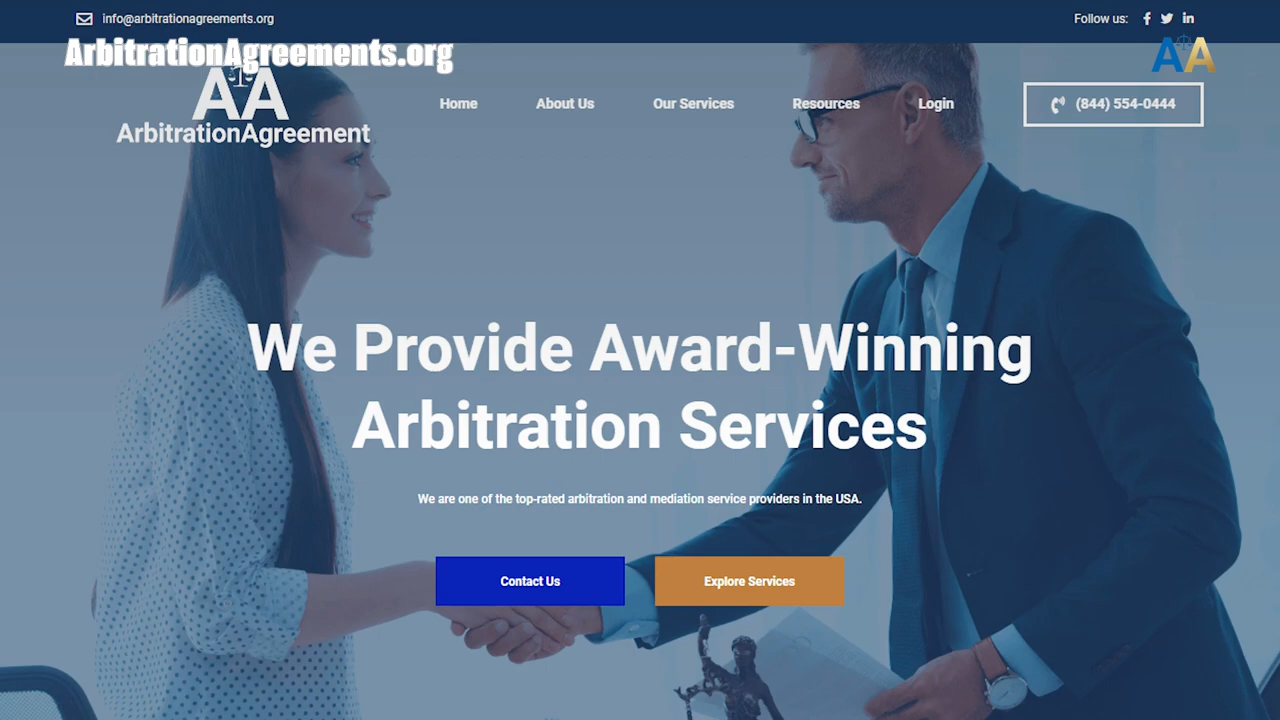 info@arbitrationagreements.org
Follow us:
ArbitrationAgreements.org
AA
AA
ArbitrationAgreement
Home
About Us
Our Services
Resources
Login
(844) 554-0444
We Provide Award-Winning
Arbitration Services
We are one of the top-rated arbitration and mediation service providers in the USA.
Contact Us
Explore Services